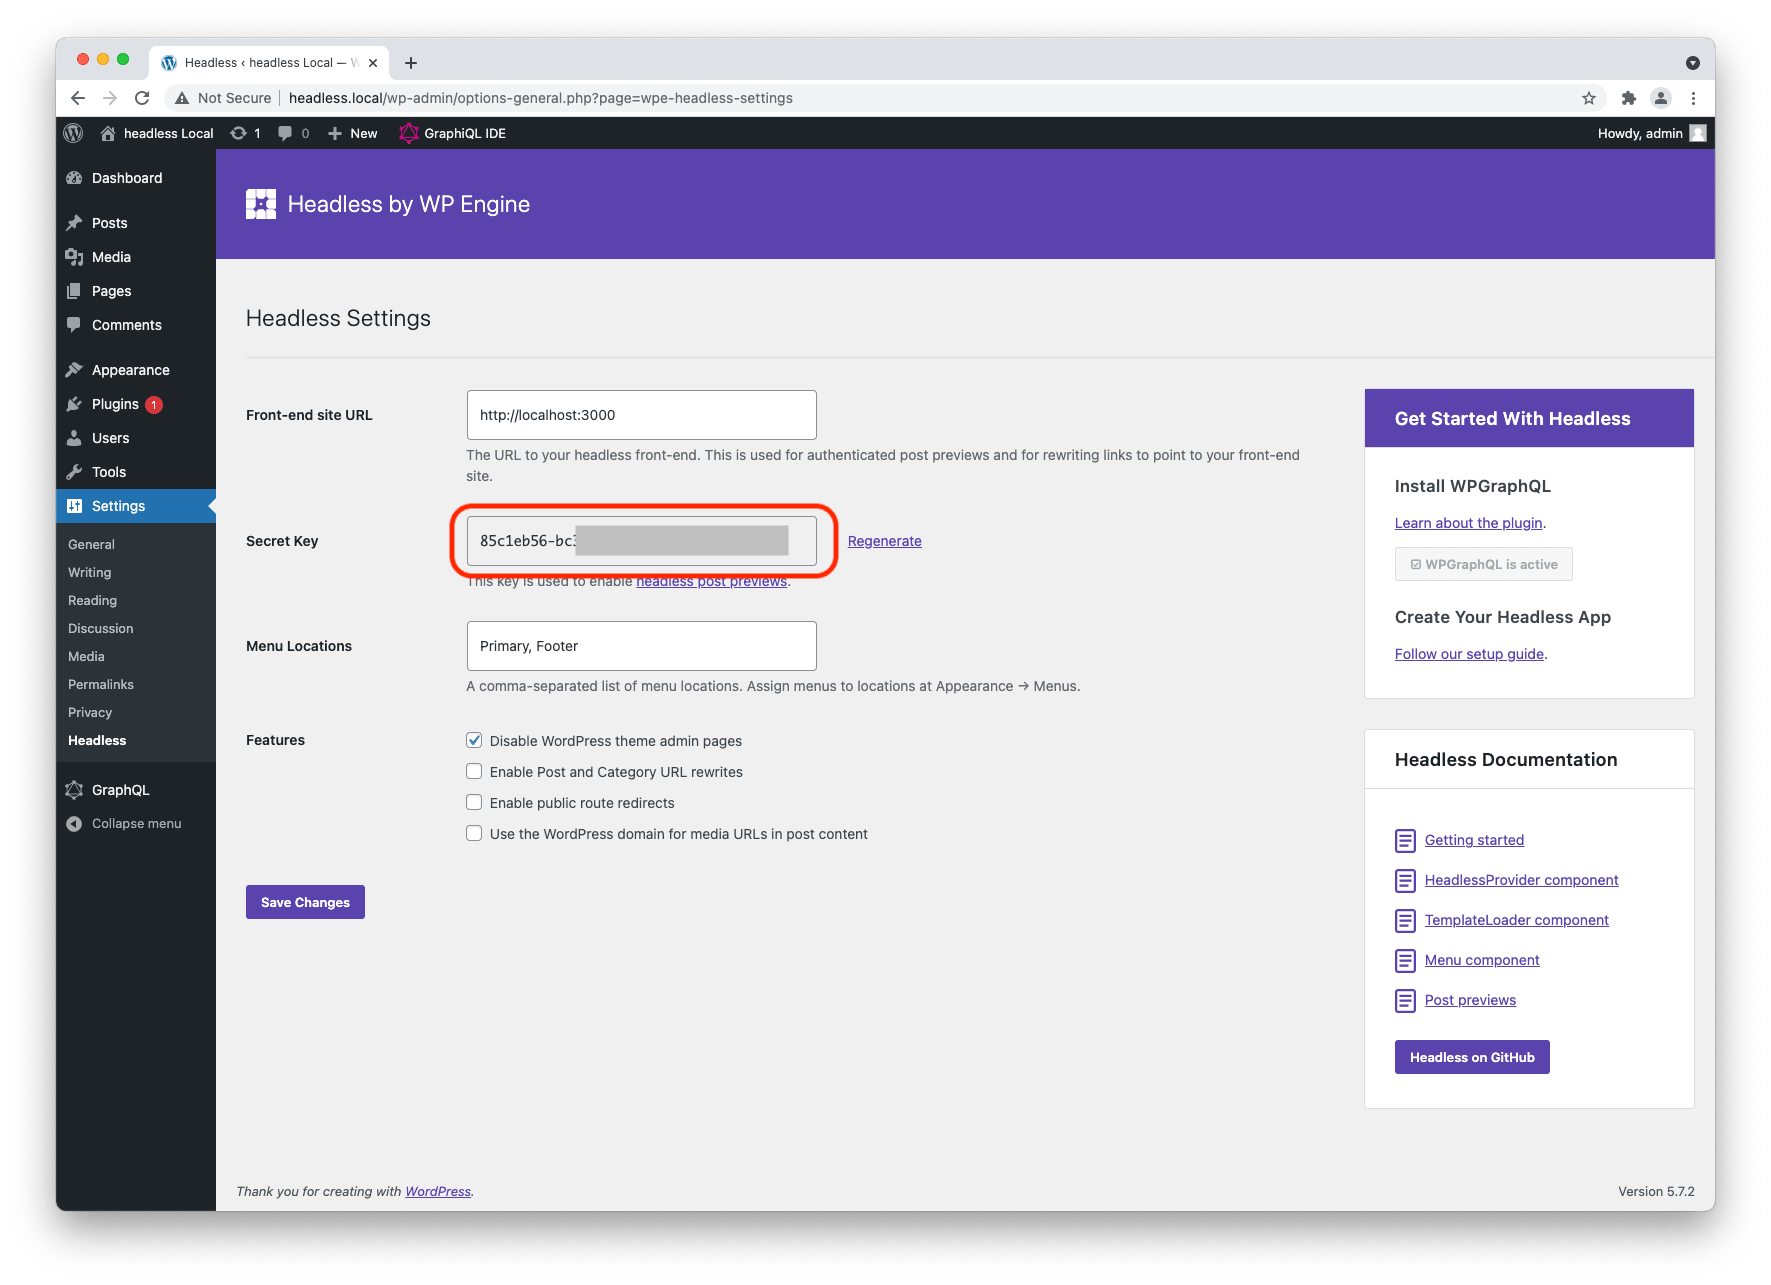 Headless ‹ headless Local — W
Not Secure
headless.local/wp-admin/options-general.php?page=wpe-headless-settings
headless Local
1
0
New
GraphiQL IDE
Howdy, admin
Dashboard
Posts
Media
Pages
Comments
Appearance
Plugins 1
Users
Tools
Settings
General
Writing
Reading
Discussion
Media
Permalinks
Privacy
Headless
GraphQL
Collapse menu
Headless by WP Engine
Headless Settings
Front-end site URL
http://localhost:3000
The URL to your headless front-end. This is used for authenticated post previews and for rewriting links to point to your front-end
site.
Secret Key
85c1eb56-bc
Regenerate
This key is used to enable headless post previews.
Menu Locations
Primary, Footer
A comma-separated list of menu locations. Assign menus to locations at Appearance → Menus.
Features
Disable WordPress theme admin pages
Enable Post and Category URL rewrites
Enable public route redirects
Use the WordPress domain for media URLs in post content
Save Changes
Get Started With Headless
Install WPGraphQL
Learn about the plugin.
WPGraphQL is active
Create Your Headless App
Follow our setup guide.
Headless Documentation
Getting started
HeadlessProvider component
TemplateLoader component
Menu component
Post previews
Headless on GitHub
Thank you for creating with WordPress.
Version 5.7.2